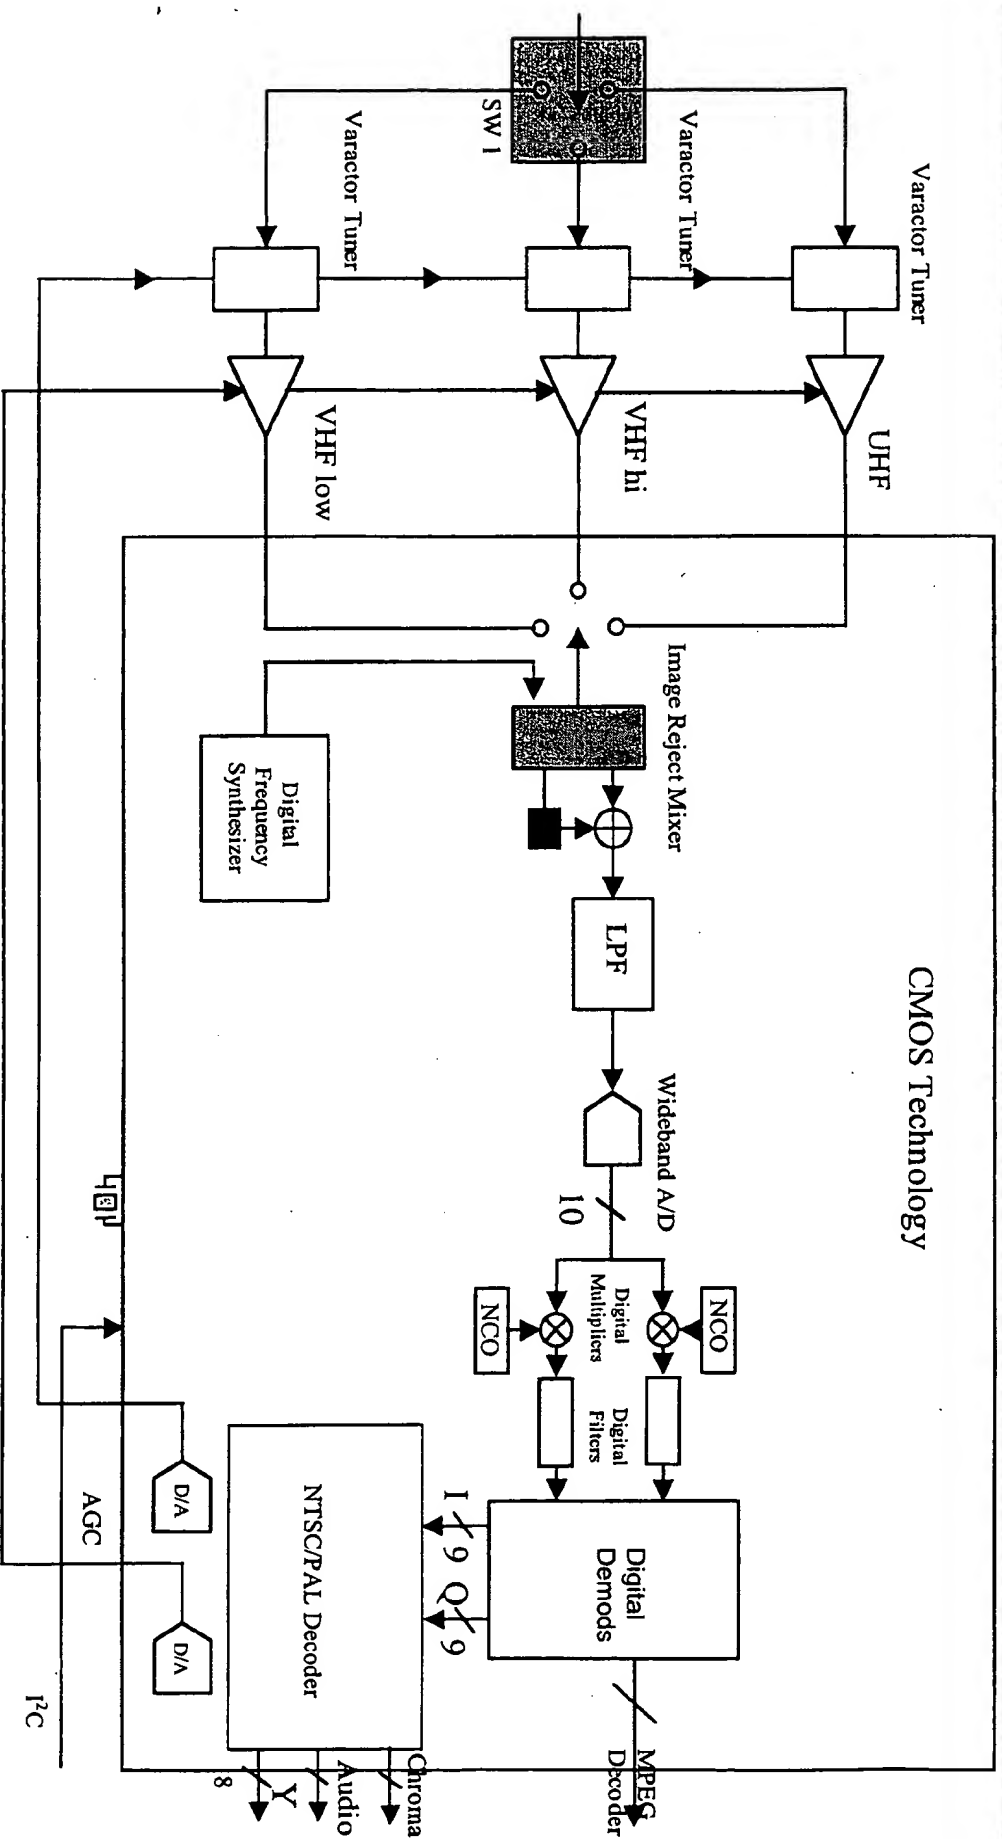 CMOS Technology
Varactor Tuner
UHF
Varactor Tuner
VHF hi
SW 1
Varactor Tuner
VHF low
Image Reject Mixer
LPF
Wideband A/D
10
Digital
Frequency
Synthesizer
NCO
Digital
Multipliers
NCO
Digital
Filters
Digital
Demods
I
9
Q
9
MPEG
Decoder
NTSC/PAL Decoder
Chroma
Audio
Y
8
D/A
D/A
AGC
I²C